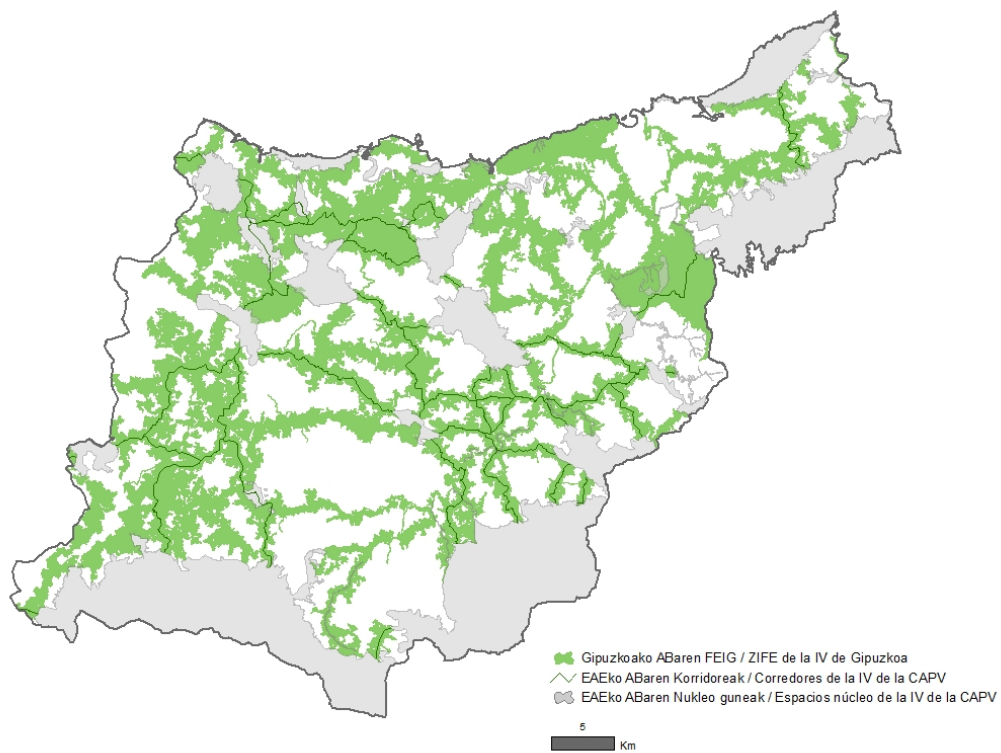 Gipuzkoako ABaren FEIG / ZIFE de la IV de Gipuzkoa
EAEko ABaren Korridoreak / Corredores de la IV de la CAPV
EAEko ABaren Nukleo guneak / Espacios núcleo de la IV de la CAPV
5
Km